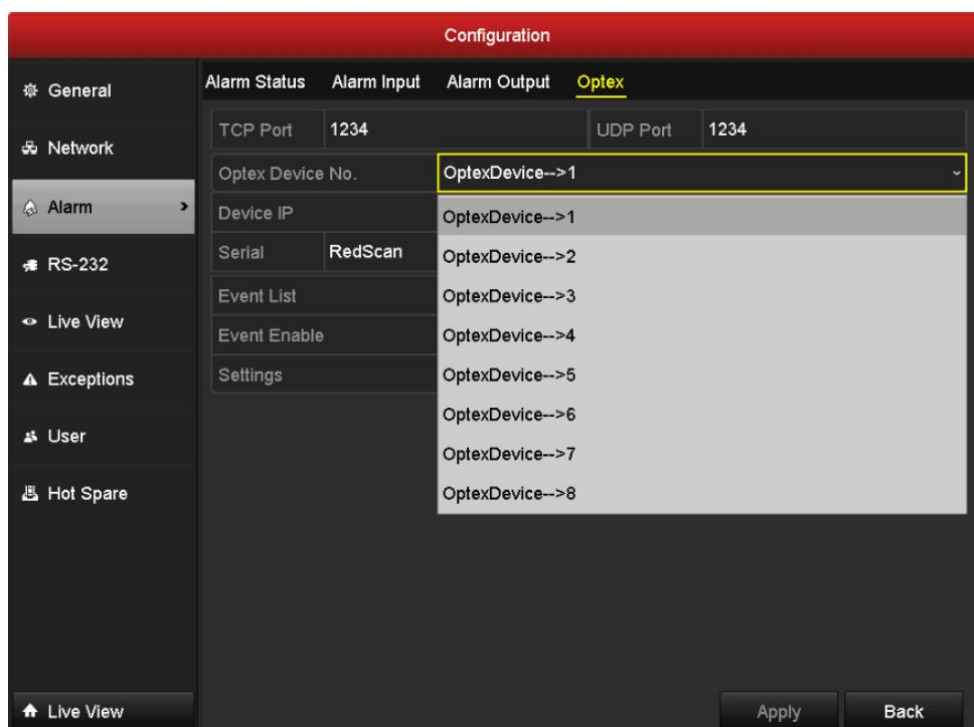 Configuration
General
Network
Alarm
RS-232
Live View
Exceptions
User
Hot Spare
Live View
Alarm Status Alarm Input Alarm Output Optex
TCP Port 1234 UDP Port 1234
Optex Device No. OptexDevice-->1
Device IP
Serial RedScan
Event List
Event Enable
Settings
OptexDevice-->1
OptexDevice-->2
OptexDevice-->3
OptexDevice-->4
OptexDevice-->5
OptexDevice-->6
OptexDevice-->7
OptexDevice-->8
Apply Back